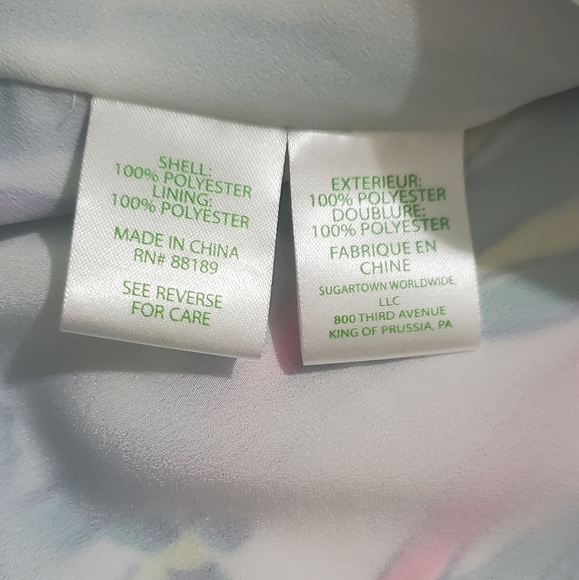 SHELL:
100% POLYESTER
LINING:
100% POLYESTER
MADE IN CHINA
RN# 88189
SEE REVERSE
FOR CARE
EXTERIEUR:
100% POLYESTER
DOUBLURE:
100% POLYESTER
FABRIQUE EN
CHINE
SUGARTOWN WORLDWIDE
LLC
800 THIRD AVENUE
KING OF PRUSSIA, PA